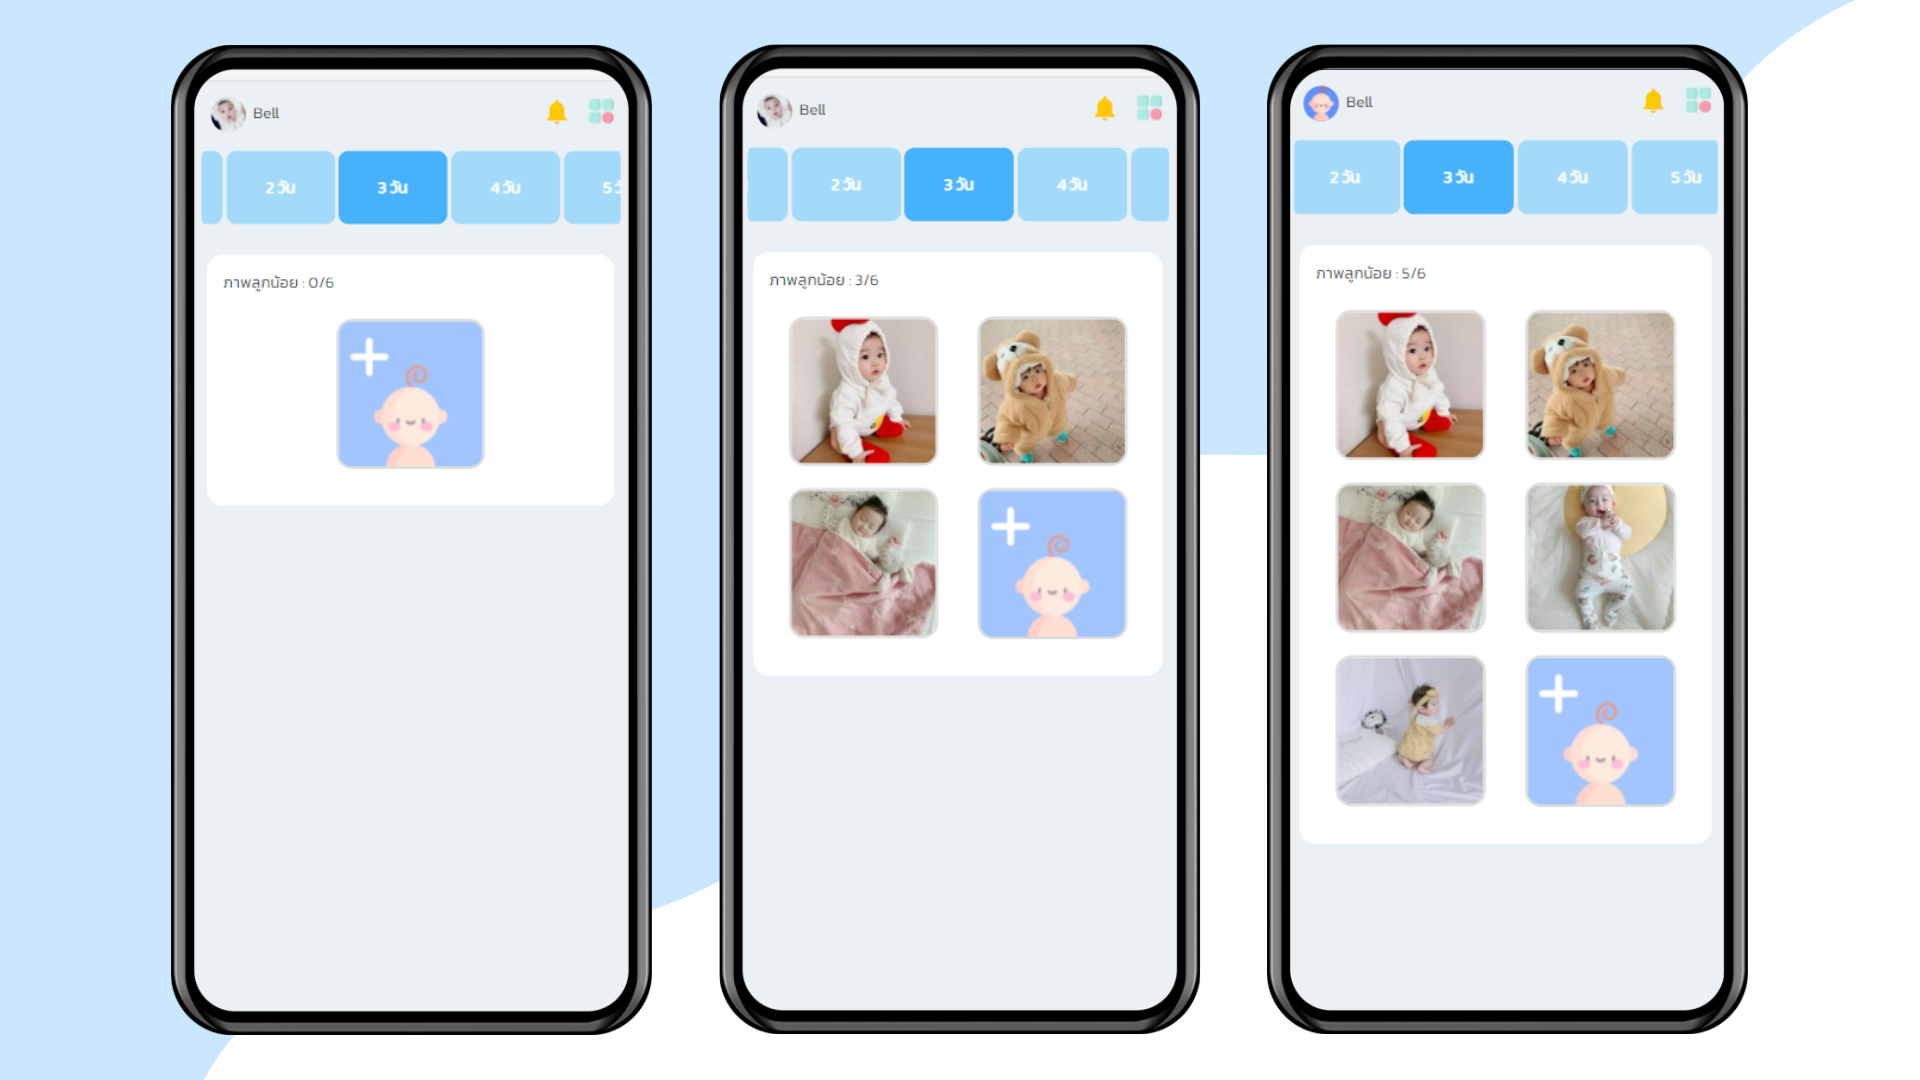 Bell
2 วัน
3 วัน
4 วัน
5 วั
ภาพลูกน้อย : 0/6
Bell
2 วัน
3 วัน
4 วัน
ภาพลูกน้อย : 3/6
Bell
2 วัน
3 วัน
4 วัน
5 วัน
ภาพลูกน้อย : 5/6